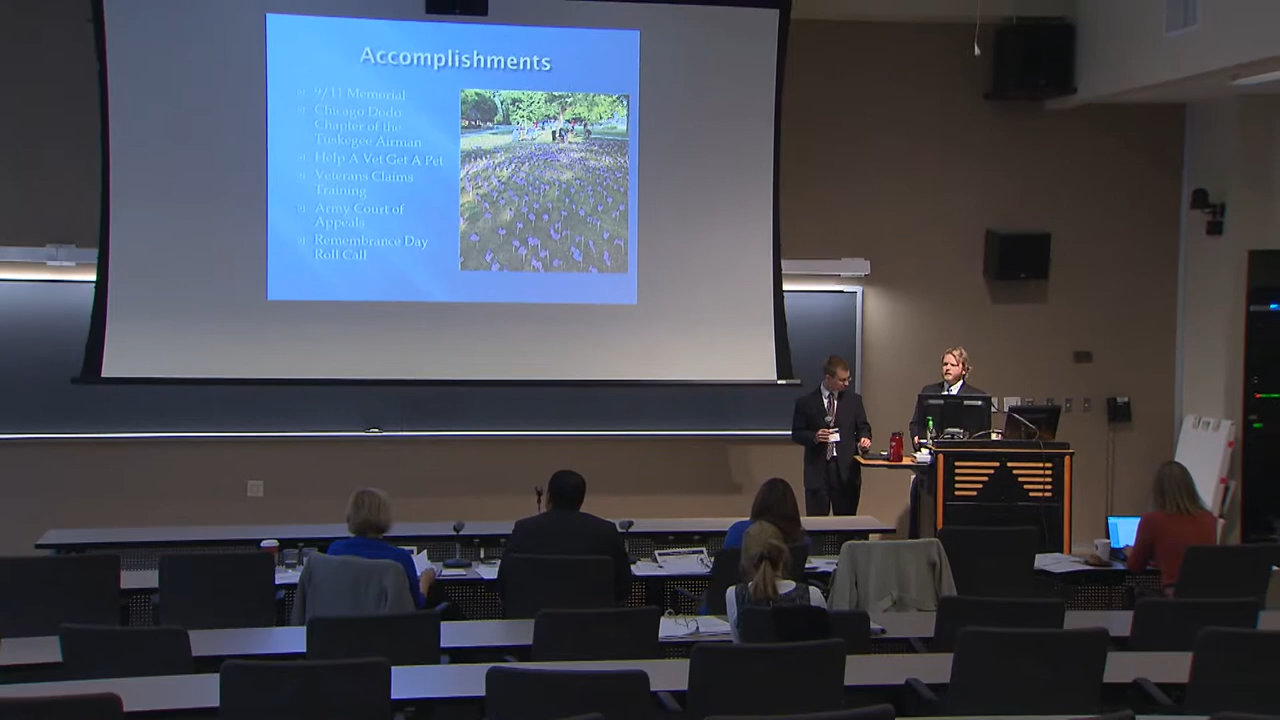 Accomplishments
9/11 Memorial
Chicago Dodo
Chapter of the
Tuskegee Airman
Help A Vet Get A Pet
Veterans Claims
Training
Army Court of
Appeals
Remembrance Day
Roll Call